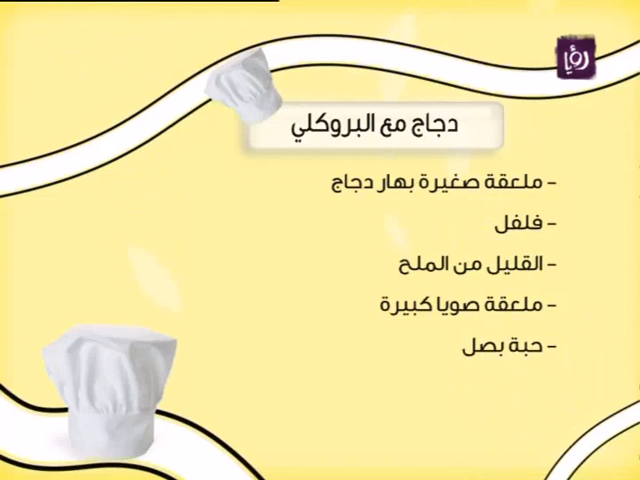 رؤيا
دجاج مع البروكلي
- ملعقة صغيرة بهار دجاج
- فلفل
- القليل من الملح
- ملعقة صويا كبيرة
- حبة بصل